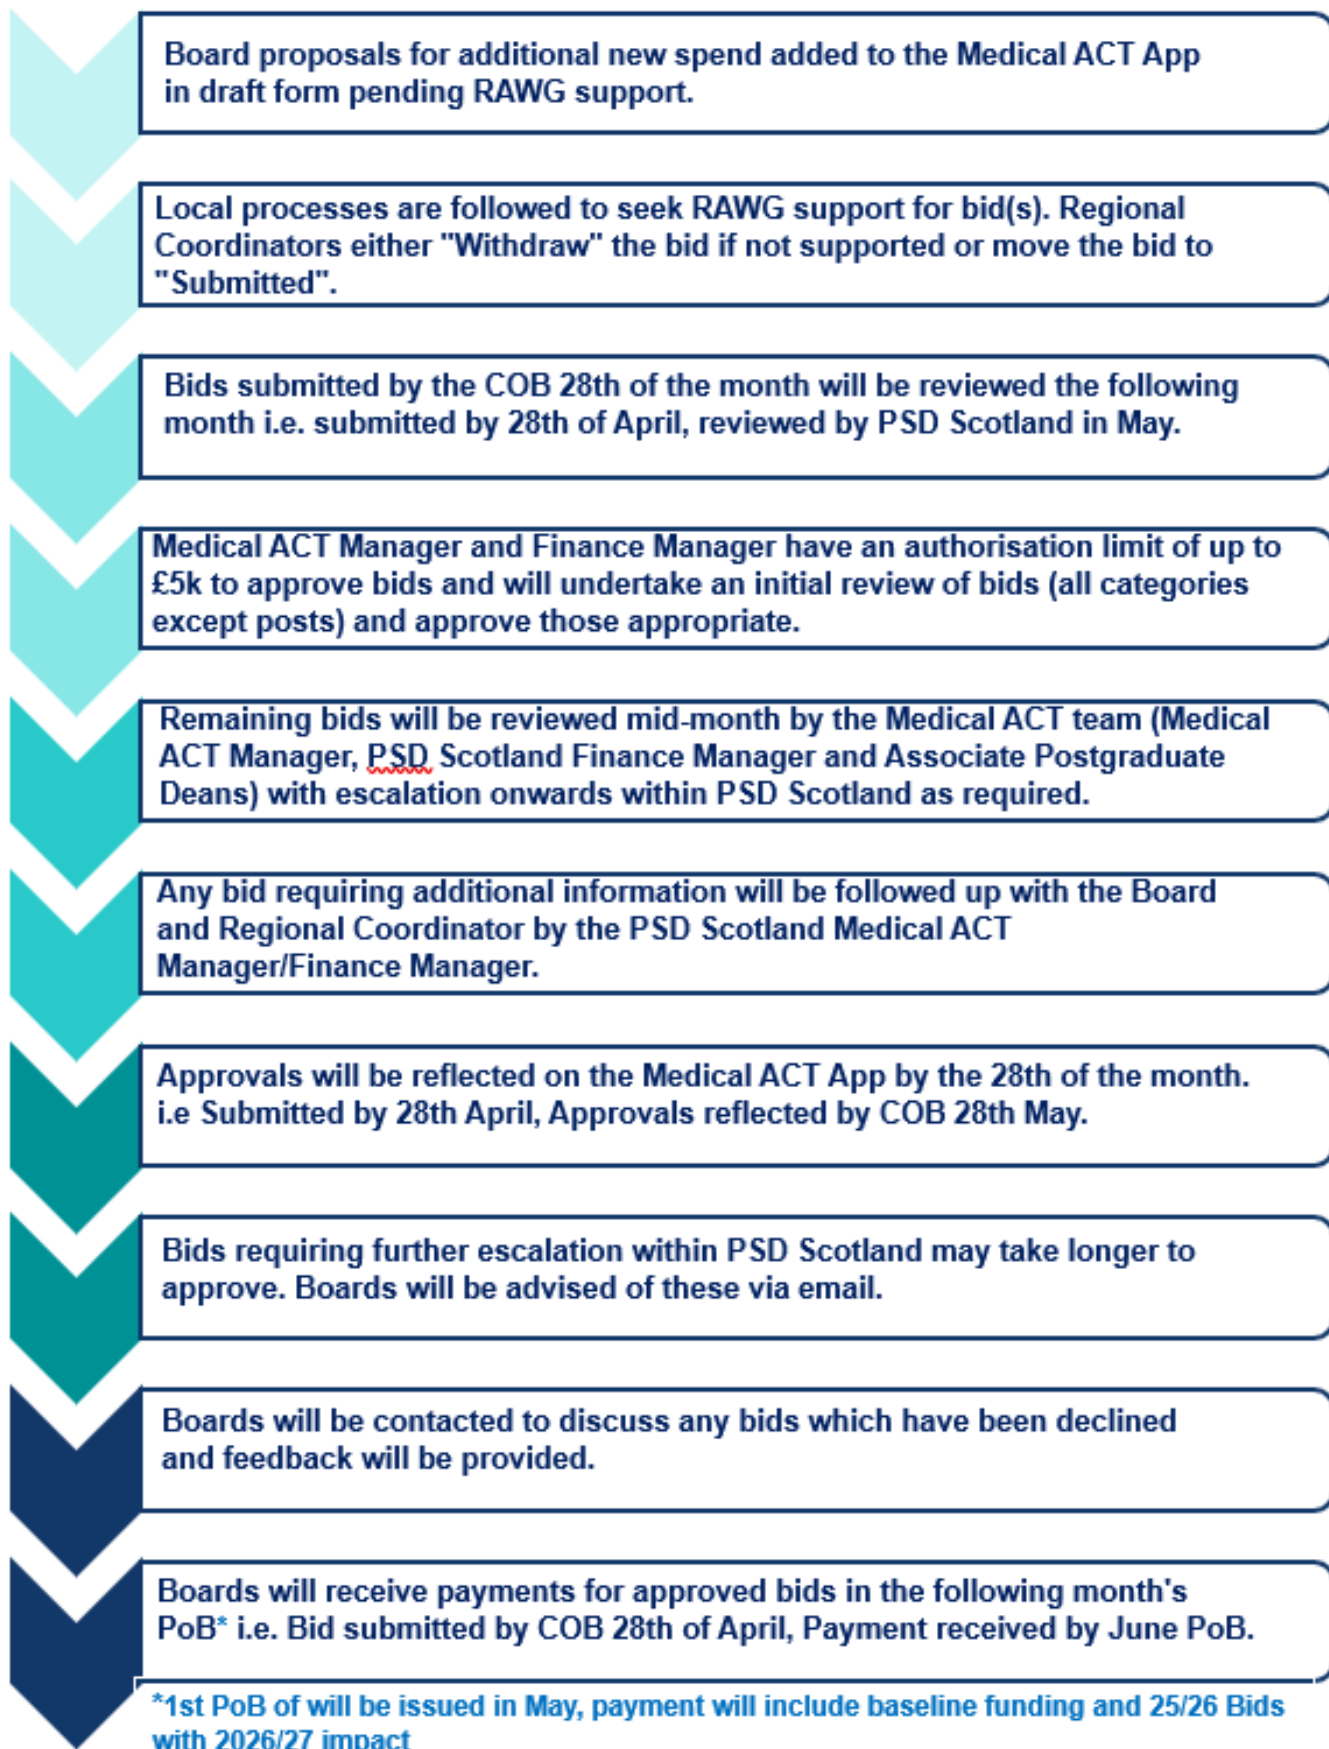 Board proposals for additional new spend added to the Medical ACT App
in draft form pending RAWG support.
Local processes are followed to seek RAWG support for bid(s). Regional
Coordinators either "Withdraw" the bid if not supported or move the bid to
"Submitted".
Bids submitted by the COB 28th of the month will be reviewed the following
month i.e. submitted by 28th of April, reviewed by PSD Scotland in May.
Medical ACT Manager and Finance Manager have an authorisation limit of up to
£5k to approve bids and will undertake an initial review of bids (all categories
except posts) and approve those appropriate.
Remaining bids will be reviewed mid-month by the Medical ACT team (Medical
ACT Manager, PSD Scotland Finance Manager and Associate Postgraduate
Deans) with escalation onwards within PSD Scotland as required.
Any bid requiring additional information will be followed up with the Board
and Regional Coordinator by the PSD Scotland Medical ACT
Manager/Finance Manager.
Approvals will be reflected on the Medical ACT App by the 28th of the month.
i.e Submitted by 28th April, Approvals reflected by COB 28th May.
Bids requiring further escalation within PSD Scotland may take longer to
approve. Boards will be advised of these via email.
Boards will be contacted to discuss any bids which have been declined
and feedback will be provided.
Boards will receive payments for approved bids in the following month's
PoB* i.e. Bid submitted by COB 28th of April, Payment received by June PoB.
*1st PoB of will be issued in May, payment will include baseline funding and 25/26 Bids
with 2026/27 impact